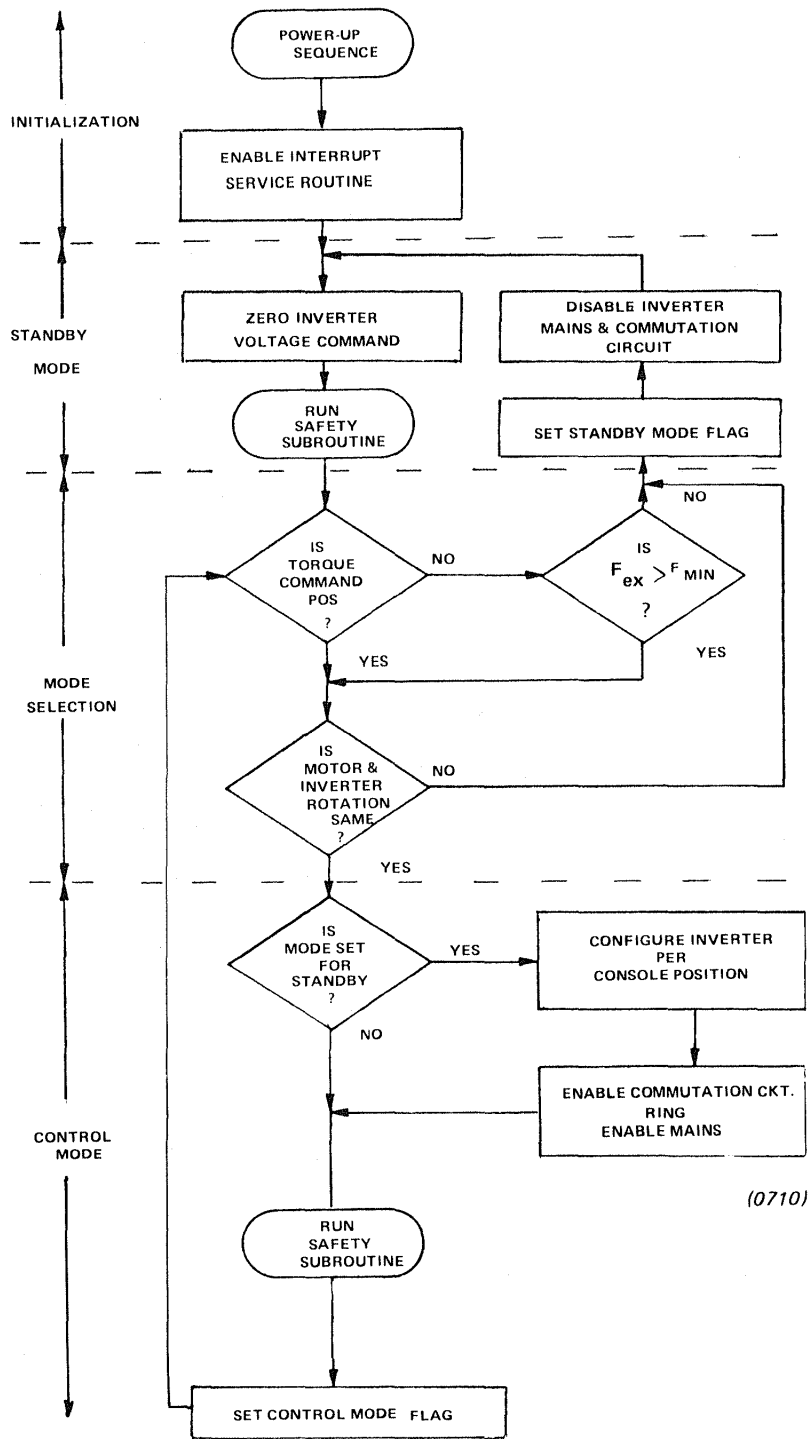 POWER-UP
SEQUENCE
INITIALIZATION
ENABLE INTERRUPT
SERVICE ROUTINE
STANDBY
MODE
ZERO INVERTER
VOLTAGE COMMAND
DISABLE INVERTER
MAINS & COMMUTATION
CIRCUIT
RUN
SAFETY
SUBROUTINE
SET STANDBY MODE FLAG
NO
IS
TORQUE
COMMAND
POS
?
NO
IS
Fex > F MIN
?
YES
YES
MODE
SELECTION
IS
MOTOR &
INVERTER
ROTATION
SAME
?
NO
YES
IS
MODE SET
FOR
STANDBY
?
YES
CONFIGURE INVERTER
PER
CONSOLE POSITION
NO
ENABLE COMMUTATION CKT.
RING
ENABLE MAINS
CONTROL
MODE
(0710)
RUN
SAFETY
SUBROUTINE
SET CONTROL MODE FLAG